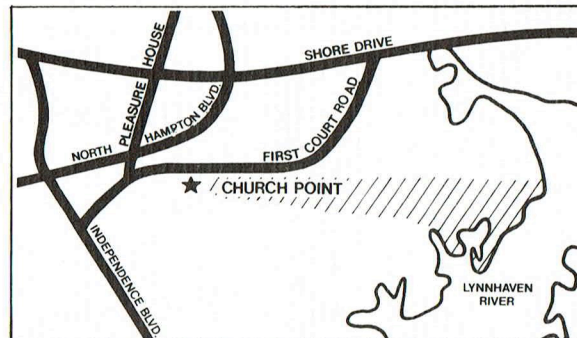 SHORE DRIVE
PLEASURE HOUSE
NORTH HAMPTON BLVD.
FIRST COURT ROAD
★ CHURCH POINT
INDEPENDENCE BLVD.
LYNNHAVEN
RIVER